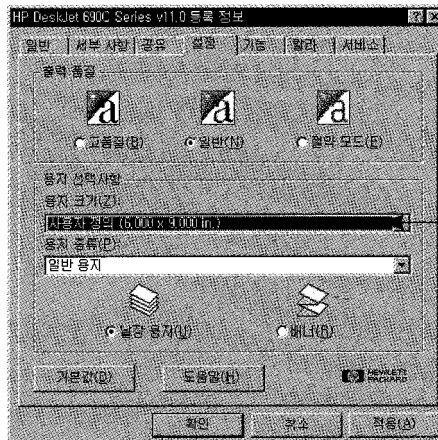 HP DeskJet 690C Series v11.0 등록 정보
일반 세부 사항 공유 설정 기능 칼라 서비스
출력 품질
a a a
고품질(B) 일반(N) 절약 모드(E)
용지 선택사항
용지 크기(Z):
사용자 정의 (6.000 x 9.000 in.)
용지 종류(P):
일반 용지
낱장 용지(U) 배너(R)
기본값(D) 도움말(H) HEWLETT PACKARD
확인 취소 적용(A)